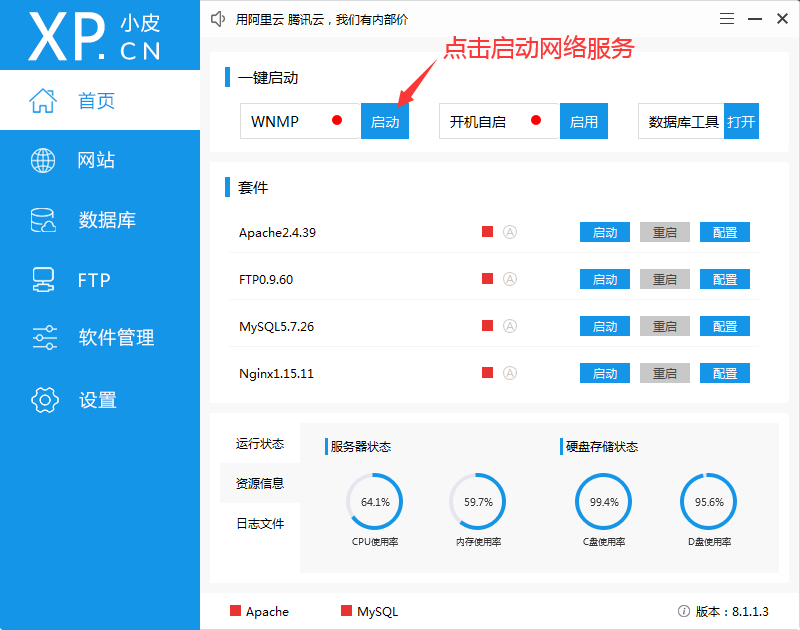 XP.小皮
CN
用阿里云 腾讯云，我们有内部价
点击启动网络服务
首页
网站
数据库
FTP
软件管理
设置
一键启动
WNMP 启动 开机自启 启用 数据库工具 打开
套件
Apache2.4.39 A 启动 重启 配置
FTP0.9.60 A 启动 重启 配置
MySQL5.7.26 A 启动 重启 配置
Nginx1.15.11 A 启动 重启 配置
运行状态
资源信息
日志文件
服务器状态 硬盘存储状态
64.1% 59.7% 99.4% 95.6%
CPU使用率 内存使用率 C盘使用率 D盘使用率
Apache MySQL 版本：8.1.1.3